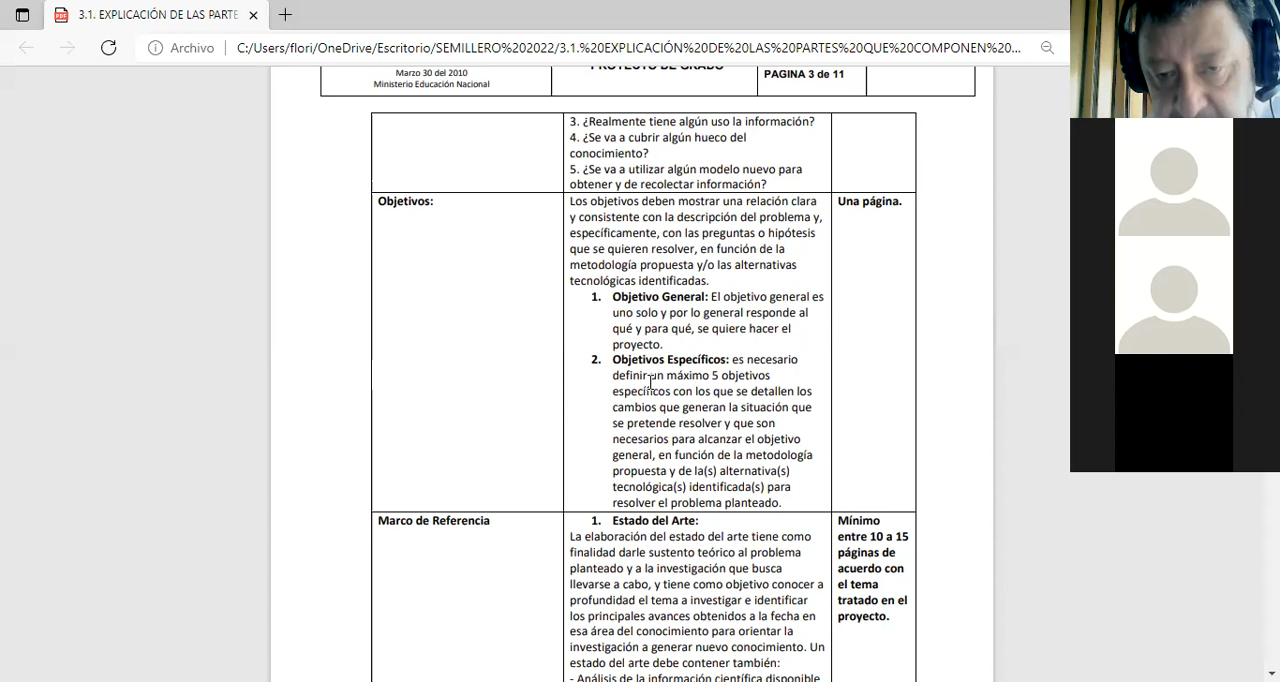 3.1. EXPLICACIÓN DE LAS PARTE
Archivo
C:/Users/flori/OneDrive/Escritorio/SEMILLERO%202022/3.1.%20EXPLICACIÓN%20DE%20LAS%20PARTES%20QUE%20COMPONEN%20...
Marzo 30 del 2010
Ministerio Educación Nacional
PROYECTO DE GRADO
PAGINA 3 de 11
3. ¿Realmente tiene algún uso la información?
4. ¿Se va a cubrir algún hueco del
conocimiento?
5. ¿Se va a utilizar algún modelo nuevo para
obtener y de recolectar información?
Objetivos:
Los objetivos deben mostrar una relación clara
y consistente con la descripción del problema y,
específicamente, con las preguntas o hipótesis
que se quieren resolver, en función de la
metodología propuesta y/o las alternativas
tecnológicas identificadas.
1. Objetivo General: El objetivo general es
uno solo y por lo general responde al
qué y para qué, se quiere hacer el
proyecto.
2. Objetivos Específicos: es necesario
definir un máximo 5 objetivos
específicos con los que se detallen los
cambios que generan la situación que
se pretende resolver y que son
necesarios para alcanzar el objetivo
general, en función de la metodología
propuesta y de la(s) alternativa(s)
tecnológica(s) identificada(s) para
resolver el problema planteado.
Una página.
Marco de Referencia
1. Estado del Arte:
La elaboración del estado del arte tiene como
finalidad darle sustento teórico al problema
planteado y a la investigación que busca
llevarse a cabo, y tiene como objetivo conocer a
profundidad el tema a investigar e identificar
los principales avances obtenidos a la fecha en
esa área del conocimiento para orientar la
investigación a generar nuevo conocimiento. Un
estado del arte debe contener también:
- Análisis de la información científica disponible
Mínimo
entre 10 a 15
páginas de
acuerdo con
el tema
tratado en el
proyecto.